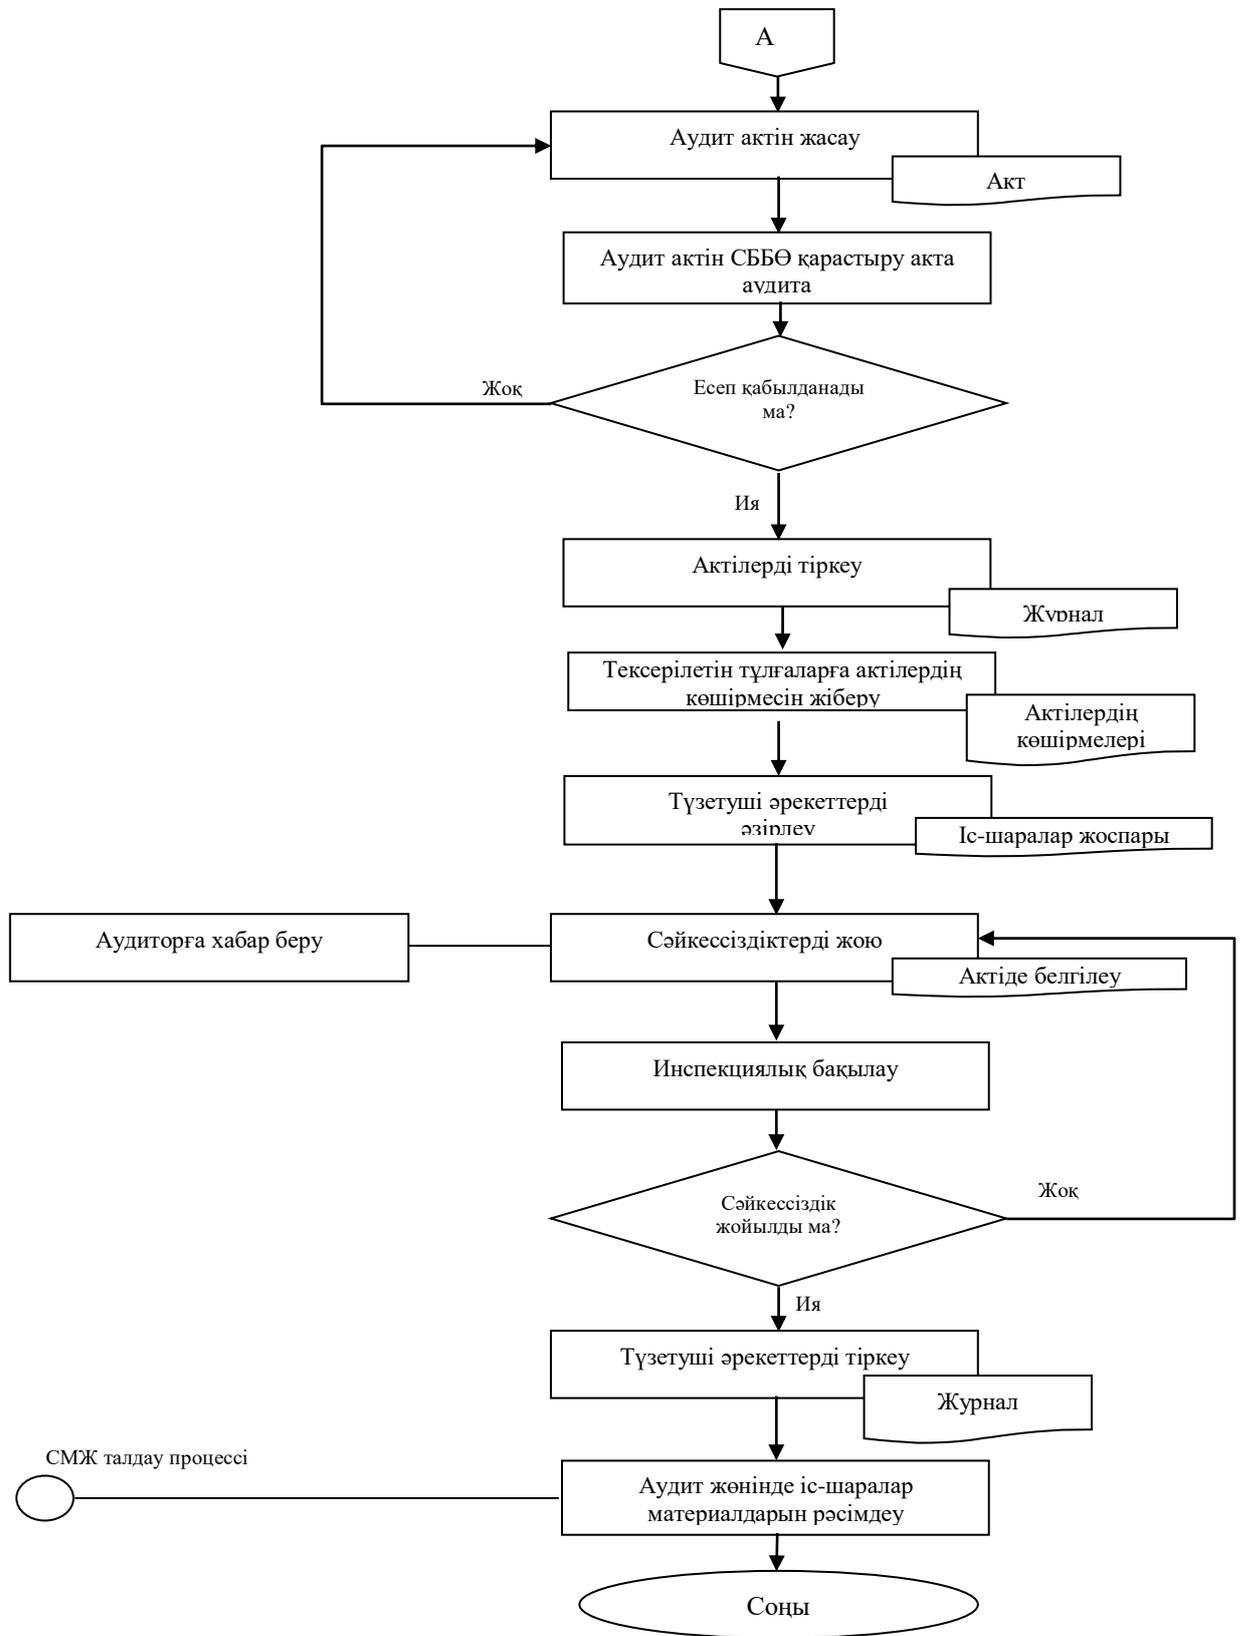 А
Аудит актін жасау
Акт
Аудит актін СББӨ қарастыру акта
аудита
Жоқ
Есеп қабылданады
ма?
Ия
Актілерді тіркеу
Журнал
Тексерілетін тұлғаларға актілердің
көшірмесін жіберу
Актілердің
көшірмелері
Түзетуші әрекеттерді
әзірлеу
Іс-шаралар жоспары
Аудиторға хабар беру
Сәйкессіздіктерді жою
Актіде белгілеу
Инспекциялық бақылау
Жоқ
Сәйкессіздік
жойылды ма?
Ия
Түзетуші әрекеттерді тіркеу
Журнал
СМЖ талдау процессі
Аудит жөнінде іс-шаралар
материалдарын рәсімдеу
Соңы